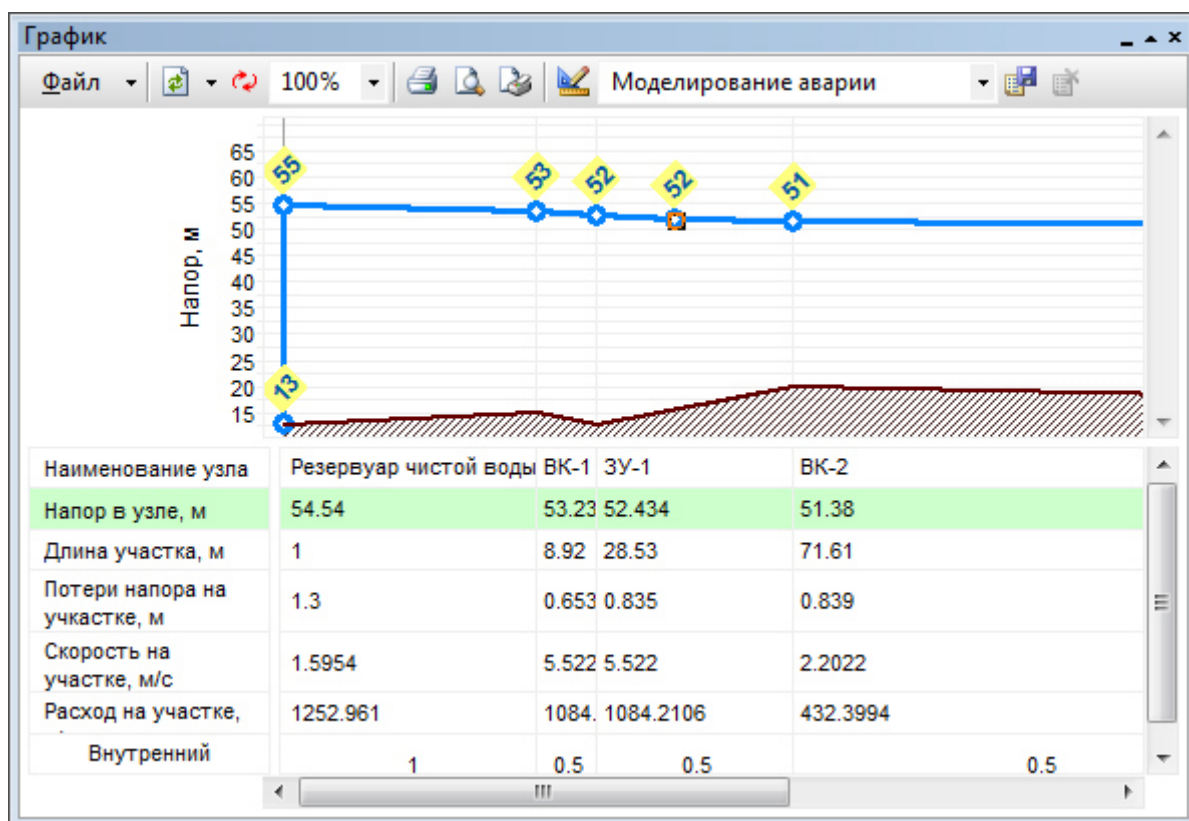 График
Файл 100% Моделирование аварии
Напор, м
65
60
55
50
45
40
35
30
25
20
15
55 53 52 52 51
13
Наименование узла Резервуар чистой воды ВК-1 ЗУ-1 ВК-2
Напор в узле, м 54.54 53.23 52.434 51.38
Длина участка, м 1 8.92 28.53 71.61
Потери напора на
учкастке, м 1.3 0.653 0.835 0.839
Скорость на
участке, м/с 1.5954 5.522 5.522 2.2022
Расход на участке, 1252.961 1084. 1084.2106 432.3994
Внутренний 1 0.5 0.5 0.5